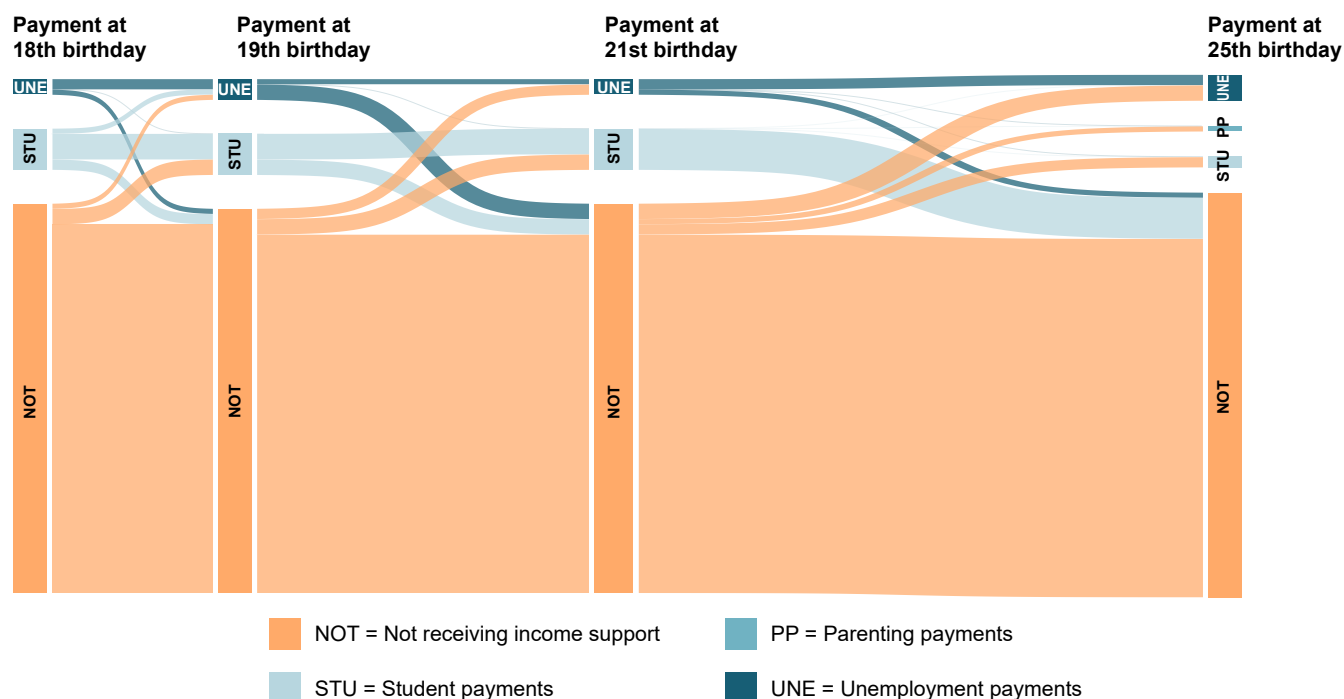 Payment at
18th birthday
Payment at
19th birthday
Payment at
21st birthday
Payment at
25th birthday
UNE
STU
NOT
UNE
STU
NOT
UNE
STU
NOT
UNE
PP
STU
NOT
NOT = Not receiving income support
PP = Parenting payments
STU = Student payments
UNE = Unemployment payments